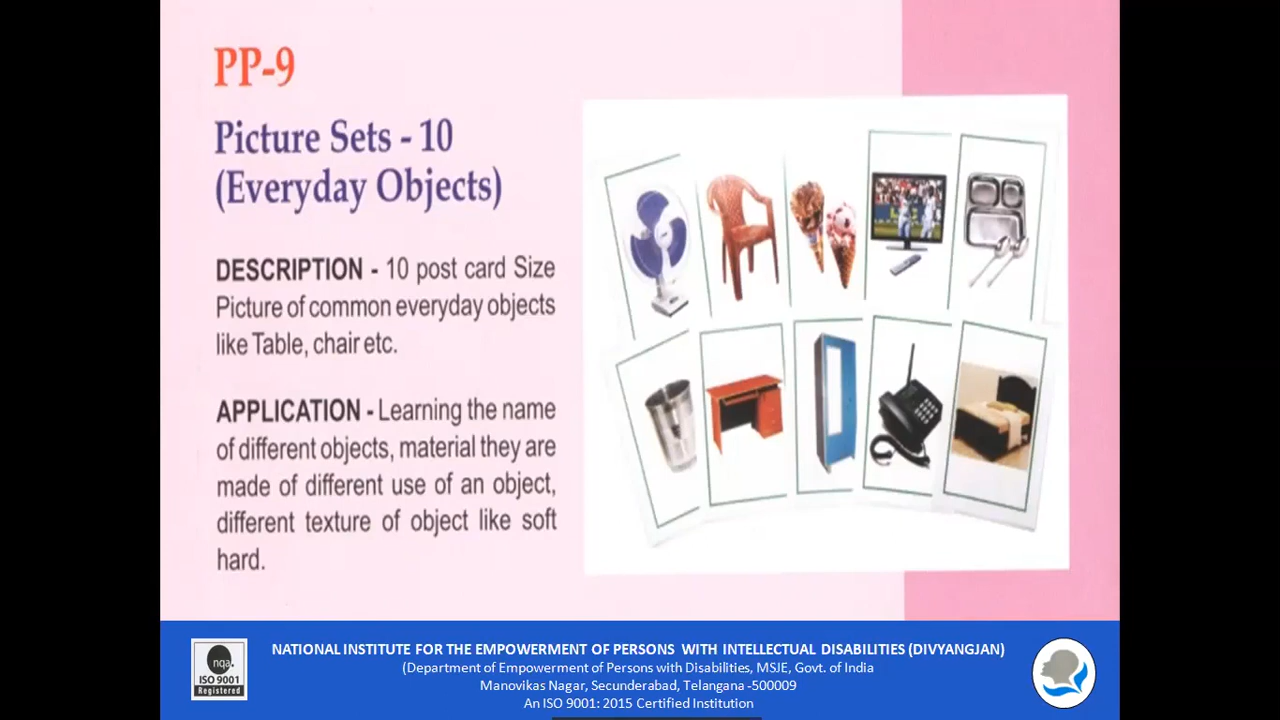 PP-9
Picture Sets - 10
(Everyday Objects)
DESCRIPTION - 10 post card Size
Picture of common everyday objects
like Table, chair etc.
APPLICATION - Learning the name
of different objects, material they are
made of different use of an object,
different texture of object like soft
hard.
nqa.
ISO 9001
Registered
NATIONAL INSTITUTE FOR THE EMPOWERMENT OF PERSONS WITH INTELLECTUAL DISABILITIES (DIVYANGJAN)
(Department of Empowerment of Persons with Disabilities, MSJE, Govt. of India
Manovikas Nagar, Secunderabad, Telangana -500009
An ISO 9001: 2015 Certified Institution